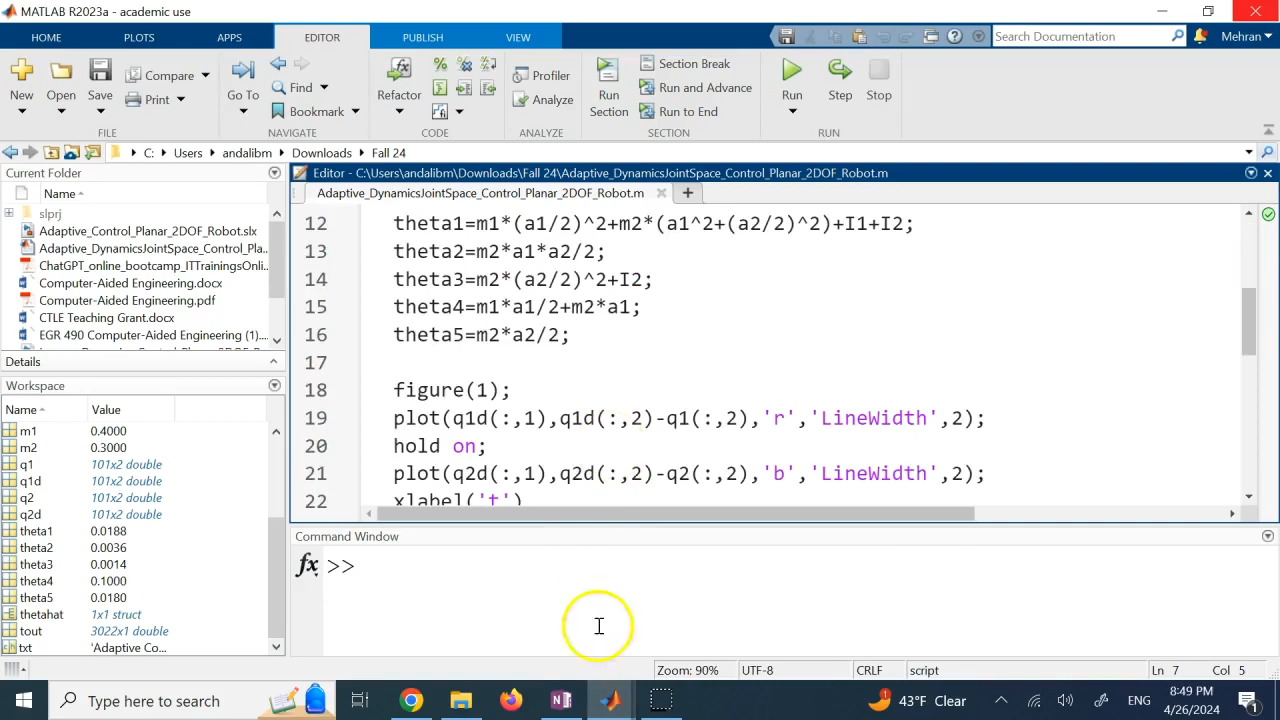 MATLAB R2023a - academic use
HOME PLOTS APPS EDITOR PUBLISH VIEW
Search Documentation
Mehran
New Open Save Compare Print
Go To Find Bookmark
Refactor
Profiler Analyze
Run Section Section Break Run and Advance Run to End
Run Step Stop
FILE NAVIGATE CODE ANALYZE SECTION RUN
C: Users andalibm Downloads Fall 24
Current Folder
Name
slprj
Adaptive_Control_Planar_2DOF_Robot.slx
Adaptive_DynamicsJointSpace_Control_Pla...
ChatGPT_online_bootcamp_ITTrainingsOnli...
Computer-Aided Engineering.docx
Computer-Aided Engineering.pdf
CTLE Teaching Grant.docx
EGR 490 Computer-Aided Engineering (1)....
Details
Workspace
Name Value
m1 0.4000
m2 0.3000
q1 101x2 double
q1d 101x2 double
q2 101x2 double
q2d 101x2 double
theta1 0.0188
theta2 0.0036
theta3 0.0014
theta4 0.1000
theta5 0.0180
thetahat 1x1 struct
tout 3022x1 double
txt 'Adaptive Co...
Editor - C:\Users\andalibm\Downloads\Fall 24\Adaptive_DynamicsJointSpace_Control_Planar_2DOF_Robot.m
Adaptive_DynamicsJointSpace_Control_Planar_2DOF_Robot.m
12 theta1=m1*(a1/2)^2+m2*(a1^2+(a2/2)^2)+I1+I2;
13 theta2=m2*a1*a2/2;
14 theta3=m2*(a2/2)^2+I2;
15 theta4=m1*a1/2+m2*a1;
16 theta5=m2*a2/2;
17
18 figure(1);
19 plot(q1d(:,1),q1d(:,2)-q1(:,2),'r','LineWidth',2);
20 hold on;
21 plot(q2d(:,1),q2d(:,2)-q2(:,2),'b','LineWidth',2);
22 xlabel('t')
Command Window
fx >>
Zoom: 90% UTF-8 CRLF script Ln 7 Col 5
Type here to search
43°F Clear
ENG
8:49 PM
4/26/2024
1